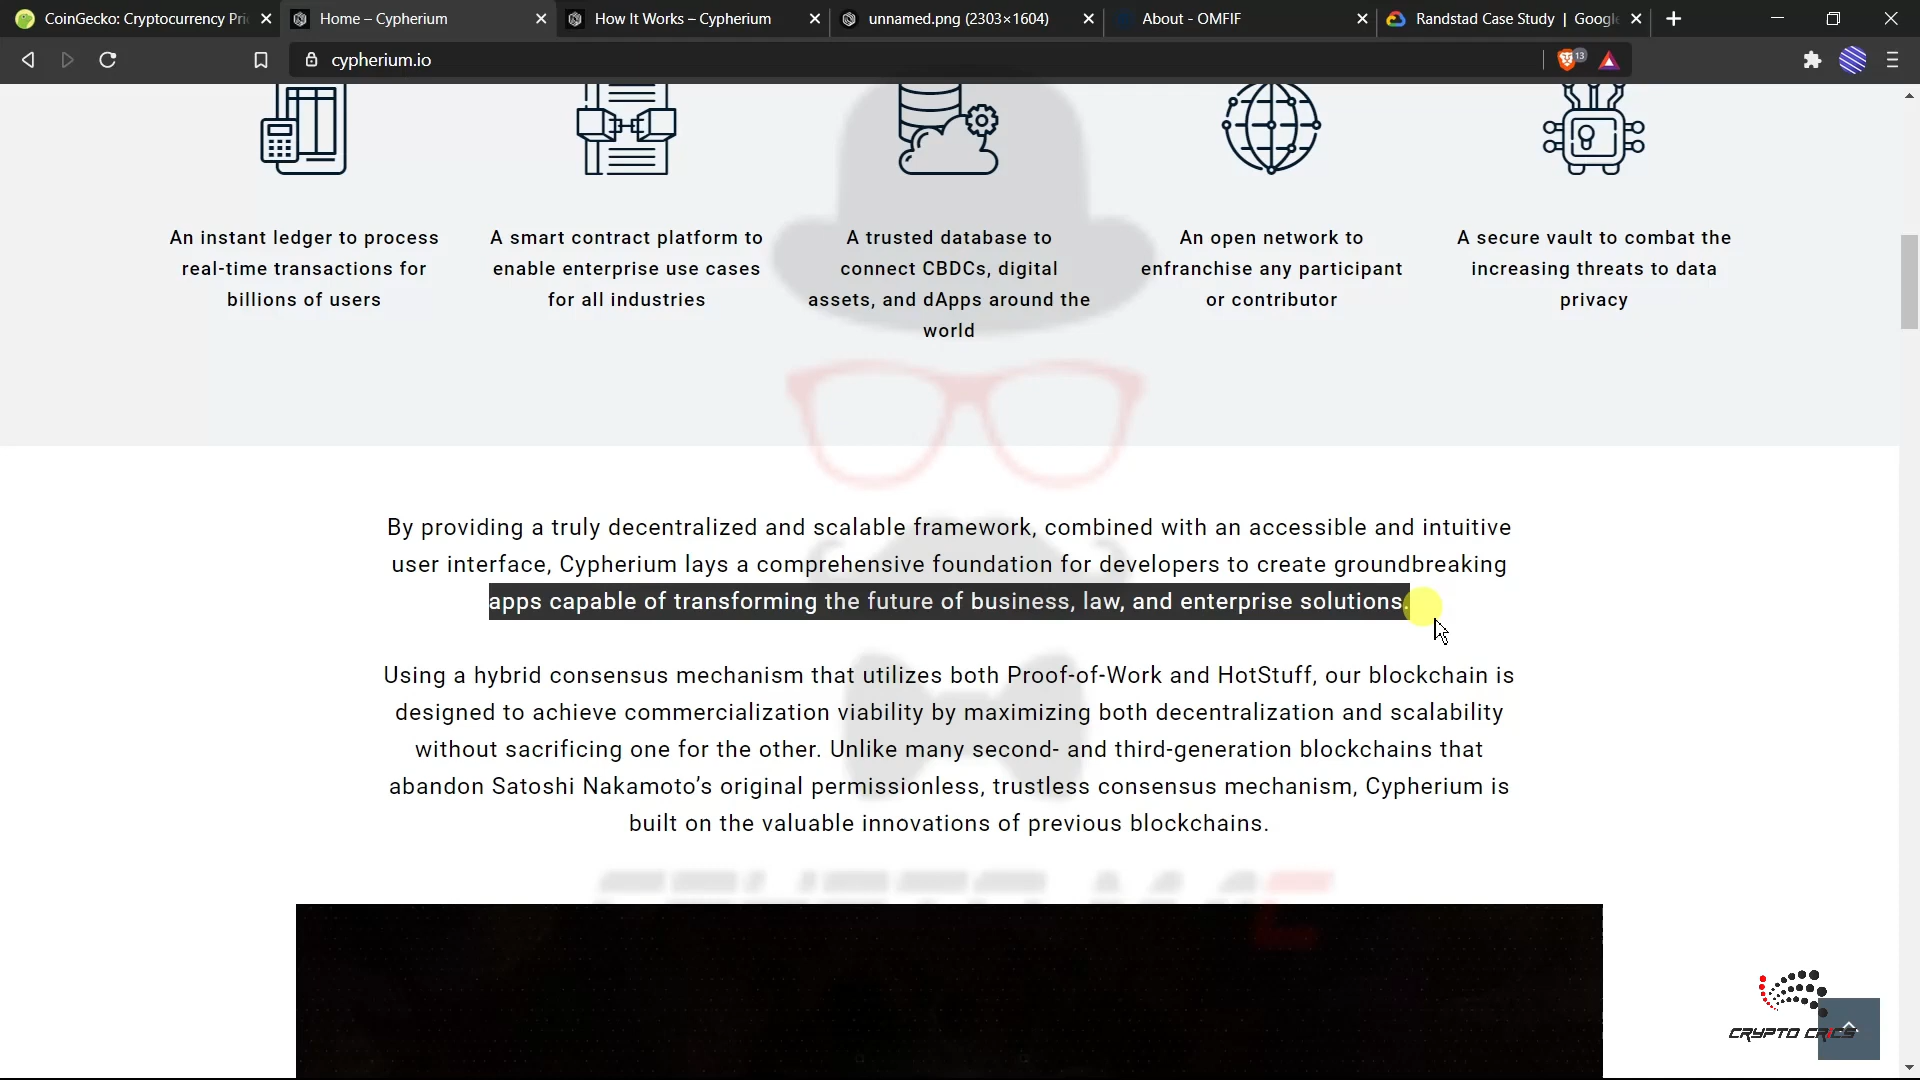 CoinGecko: Cryptocurrency Pri
Home – Cypherium
How It Works – Cypherium
unnamed.png (2303×1604)
About - OMFIF
Randstad Case Study | Googl
cypherium.io
13
An instant ledger to process
real-time transactions for
billions of users
A smart contract platform to
enable enterprise use cases
for all industries
A trusted database to
connect CBDCs, digital
assets, and dApps around the
world
An open network to
enfranchise any participant
or contributor
A secure vault to combat the
increasing threats to data
privacy
By providing a truly decentralized and scalable framework, combined with an accessible and intuitive
user interface, Cypherium lays a comprehensive foundation for developers to create groundbreaking
apps capable of transforming the future of business, law, and enterprise solutions.
Using a hybrid consensus mechanism that utilizes both Proof-of-Work and HotStuff, our blockchain is
designed to achieve commercialization viability by maximizing both decentralization and scalability
without sacrificing one for the other. Unlike many second- and third-generation blockchains that
abandon Satoshi Nakamoto’s original permissionless, trustless consensus mechanism, Cypherium is
built on the valuable innovations of previous blockchains.
CRYPTO CRICS